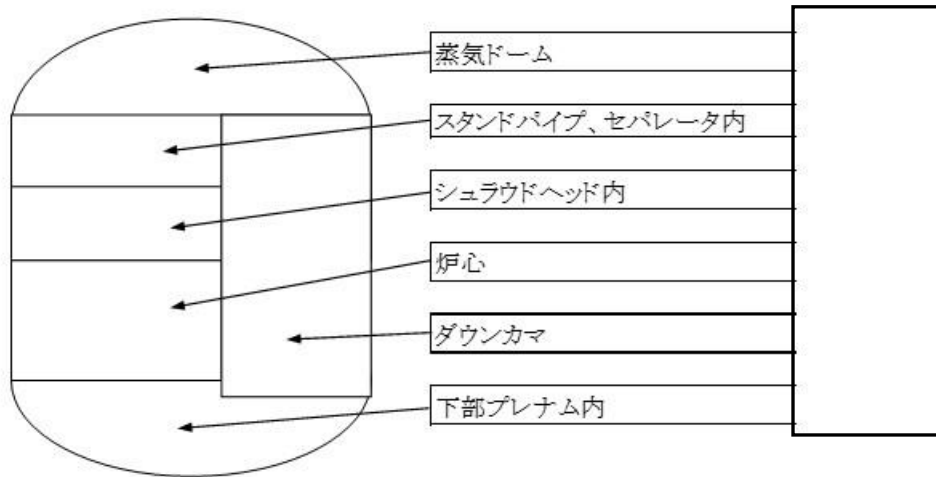 蒸気ドーム
スタンドパイプ、セパレータ内
シュラウドヘッド内
炉心
ダウンカマ
下部プレナム内